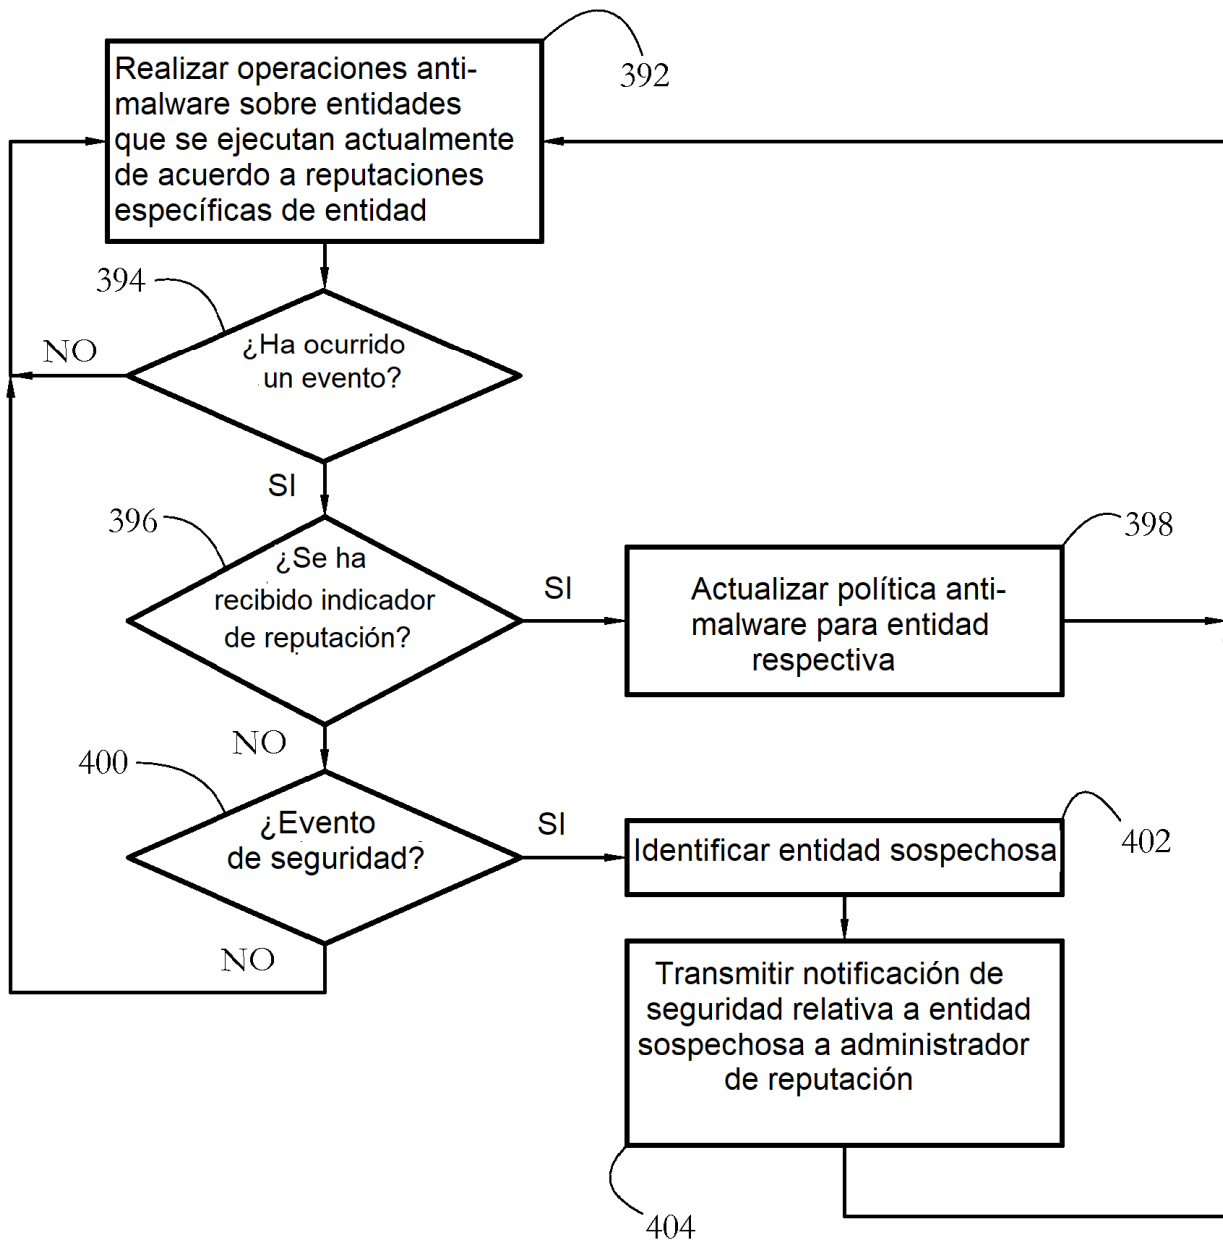 392
Realizar operaciones anti-
malware sobre entidades
que se ejecutan actualmente
de acuerdo a reputaciones
específicas de entidad
394
¿Ha ocurrido
un evento?
NO
SI
396
¿Se ha
recibido indicador
de reputación?
SI
398
Actualizar política anti-
malware para entidad
respectiva
NO
400
¿Evento
de seguridad?
SI
402
Identificar entidad sospechosa
NO
Transmitir notificación de
seguridad relativa a entidad
sospechosa a administrador
de reputación
404